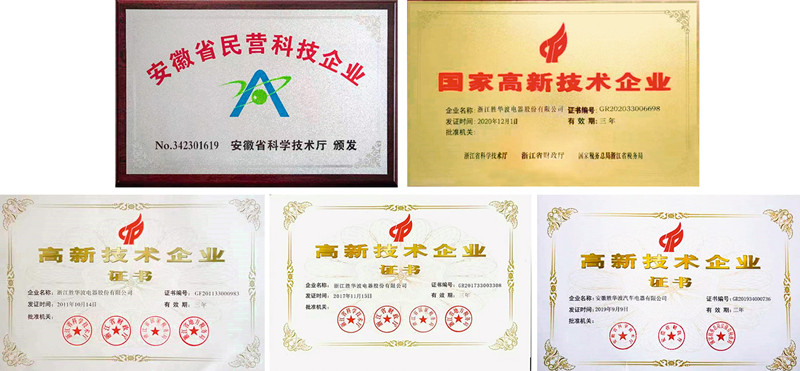 安徽省民营科技企业
No.342301619 安徽省科学技术厅 颁发
国家高新技术企业
企业名称: 浙江胜华波电器股份有限公司 证书编号: GR202033006698
发证时间: 2020年12月1日 有效期: 三年
批准机关:
浙江省科学技术厅 浙江省财政厅 国家税务总局浙江省税务局
高新技术企业
证书
企业名称: 浙江胜华波电器股份有限公司 证书编号: GF201133000983
发证时间: 2011年10月14日 有效期: 三年
批准机关:
高新技术企业
证书
企业名称: 浙江胜华波电器股份有限公司 证书编号: GR201733003308
发证时间: 2017年11月13日 有效期: 三年
批准机关:
高新技术企业
证书
企业名称: 安徽胜华波汽车电器有限公司 证书编号: GR201934000736
发证时间: 2019年9月9日 有效期: 三年
批准机关: